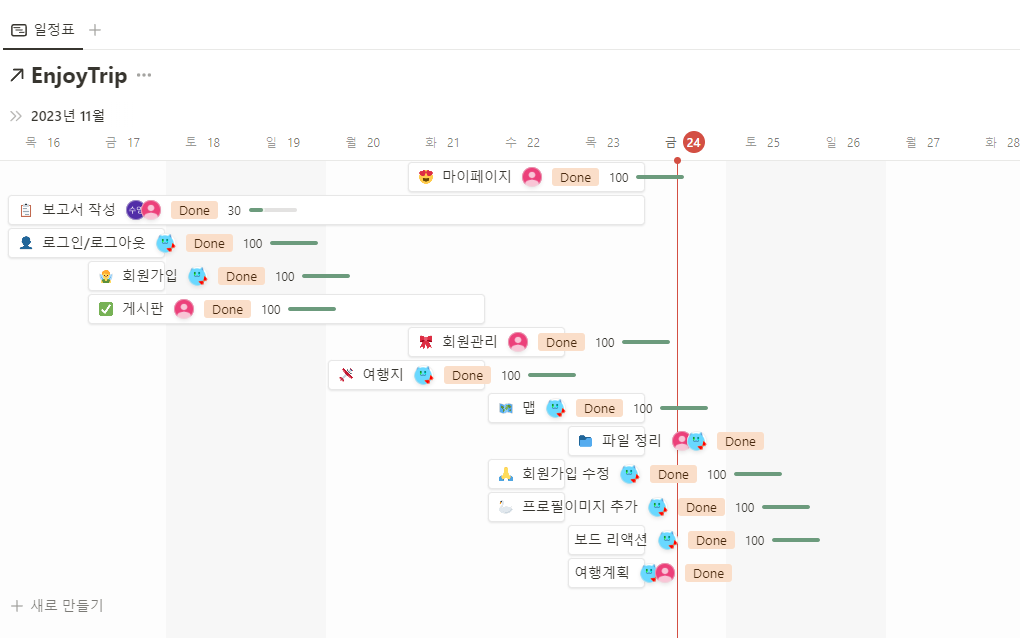 일정표
EnjoyTrip
2023년 11월
목 16 금 17 토 18 일 19 월 20 화 21 수 22 목 23 금 24 토 25 일 26 월 27 화 28
마이페이지 Done 100
보고서 작성 수영 Done 30
로그인/로그아웃 Done 100
회원가입 Done 100
게시판 Done 100
회원관리 Done 100
여행지 Done 100
맵 Done 100
파일 정리 Done
회원가입 수정 Done 100
프로필이미지 추가 Done 100
보드 리액션 Done 100
여행계획 Done
새로 만들기